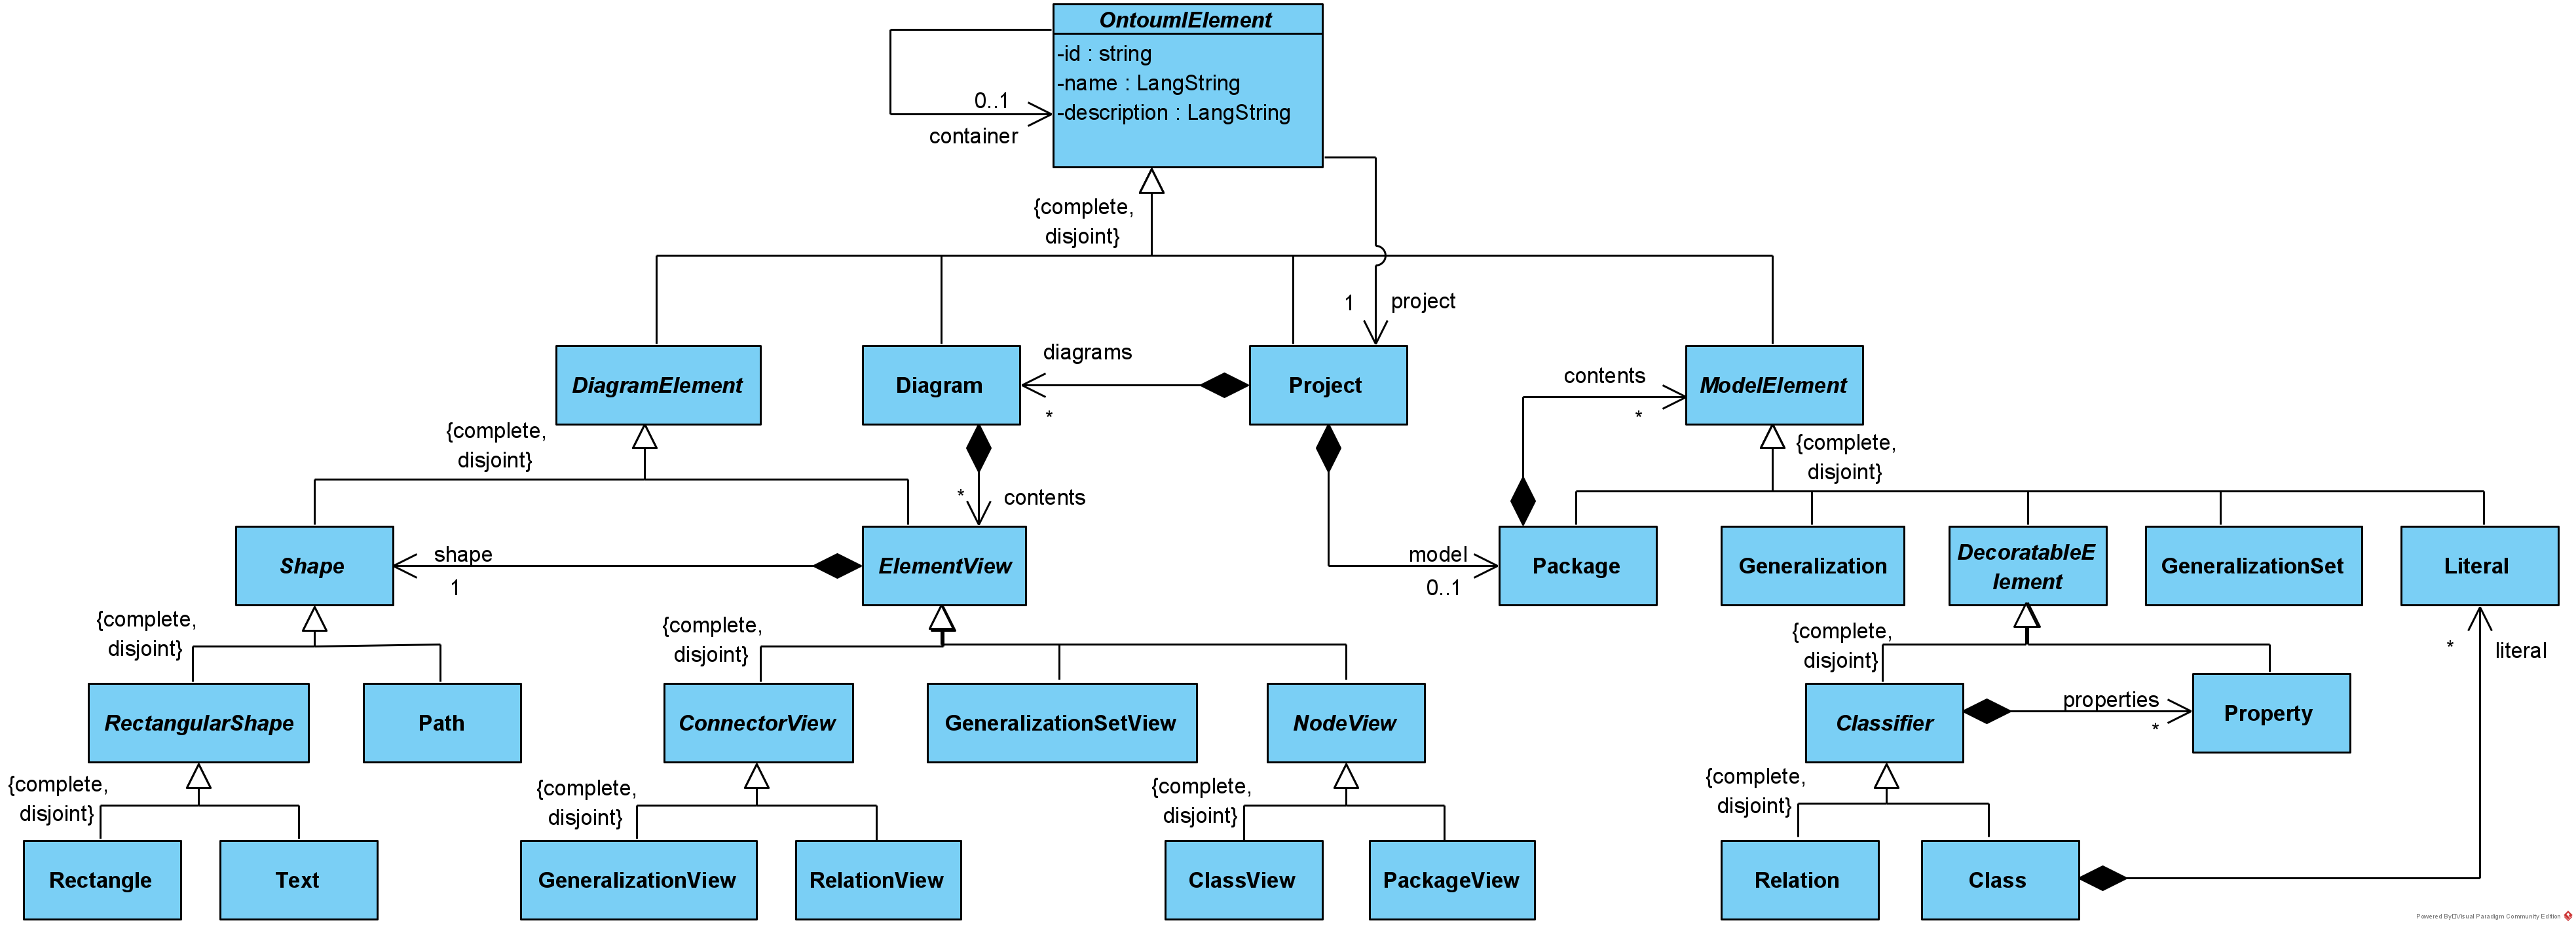 OntoumlElement
-id : string
-name : LangString
-description : LangString
0..1
container
{complete,
disjoint}
1
project
DiagramElement
Diagram
diagrams
*
Project
contents
*
ModelElement
{complete,
disjoint}
{complete,
disjoint}
*
contents
Shape
shape
1
ElementView
model
0..1
Package
Generalization
DecoratableE
lement
GeneralizationSet
Literal
{complete,
disjoint}
{complete,
disjoint}
{complete,
disjoint}
*
literal
RectangularShape
Path
ConnectorView
GeneralizationSetView
NodeView
Classifier
properties
*
Property
{complete,
disjoint}
{complete,
disjoint}
{complete,
disjoint}
{complete,
disjoint}
Rectangle
Text
GeneralizationView
RelationView
ClassView
PackageView
Relation
Class
Powered By Visual Paradigm Community Edition